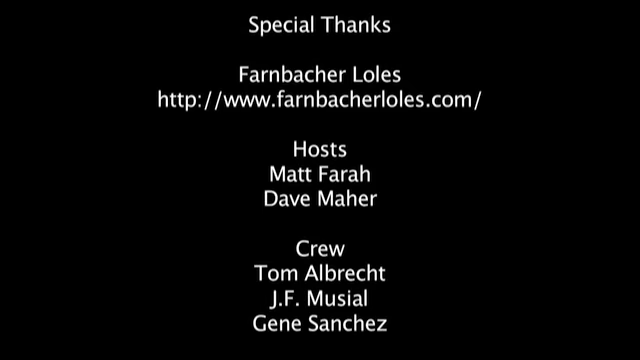 Special Thanks
Farnbacher Loles
http://www.farnbacherloles.com/
Hosts
Matt Farah
Dave Maher
Crew
Tom Albrecht
J.F. Musial
Gene Sanchez